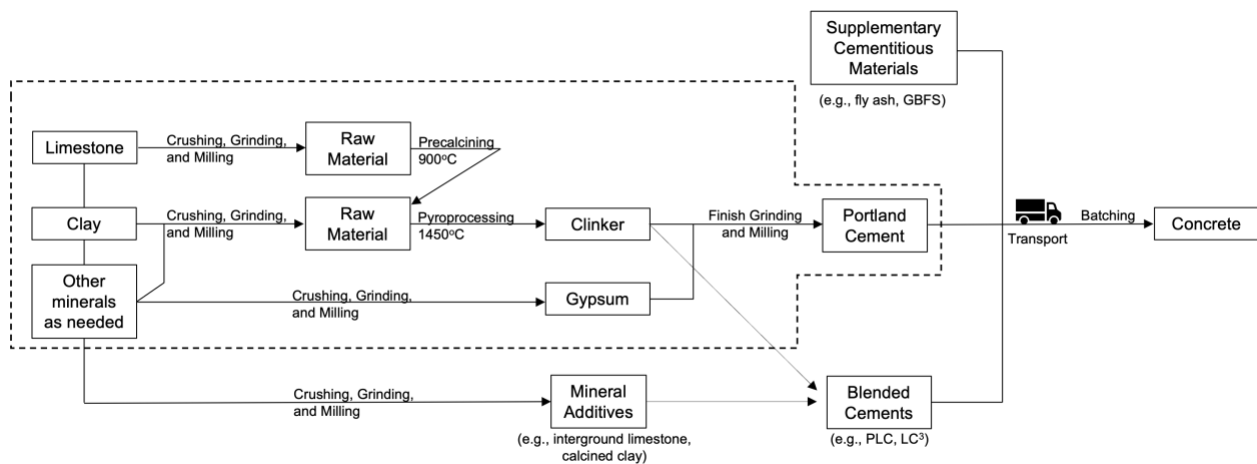 Supplementary
Cementitious
Materials
(e.g., fly ash, GBFS)
Limestone
Crushing, Grinding,
and Milling
Raw
Material
Precalcining
900ºC
Clay
Crushing, Grinding,
and Milling
Raw
Material
Pyroprocessing
1450ºC
Clinker
Finish Grinding
and Milling
Portland
Cement
Transport
Batching
Concrete
Other
minerals
as needed
Crushing, Grinding,
and Milling
Gypsum
Crushing, Grinding,
and Milling
Mineral
Additives
(e.g., interground limestone,
calcined clay)
Blended
Cements
(e.g., PLC, LC³)